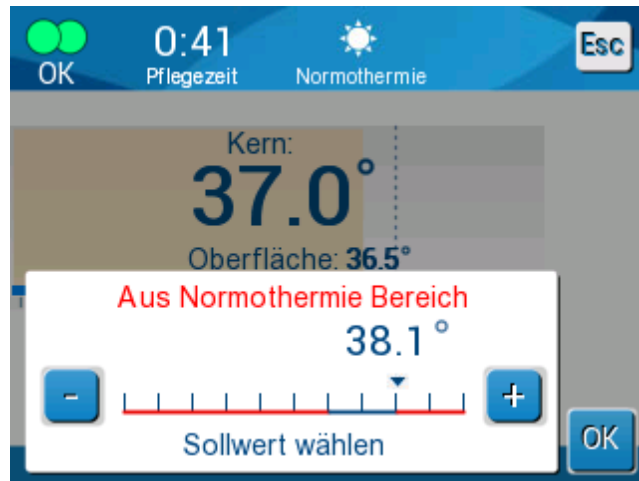 OK
0:41
Pflegezeit
Normothermie
Esc
Kern:
37.0°
Oberfläche: 36.5°
Aus Normothermie Bereich
38.1°
-
+
Sollwert wählen
OK